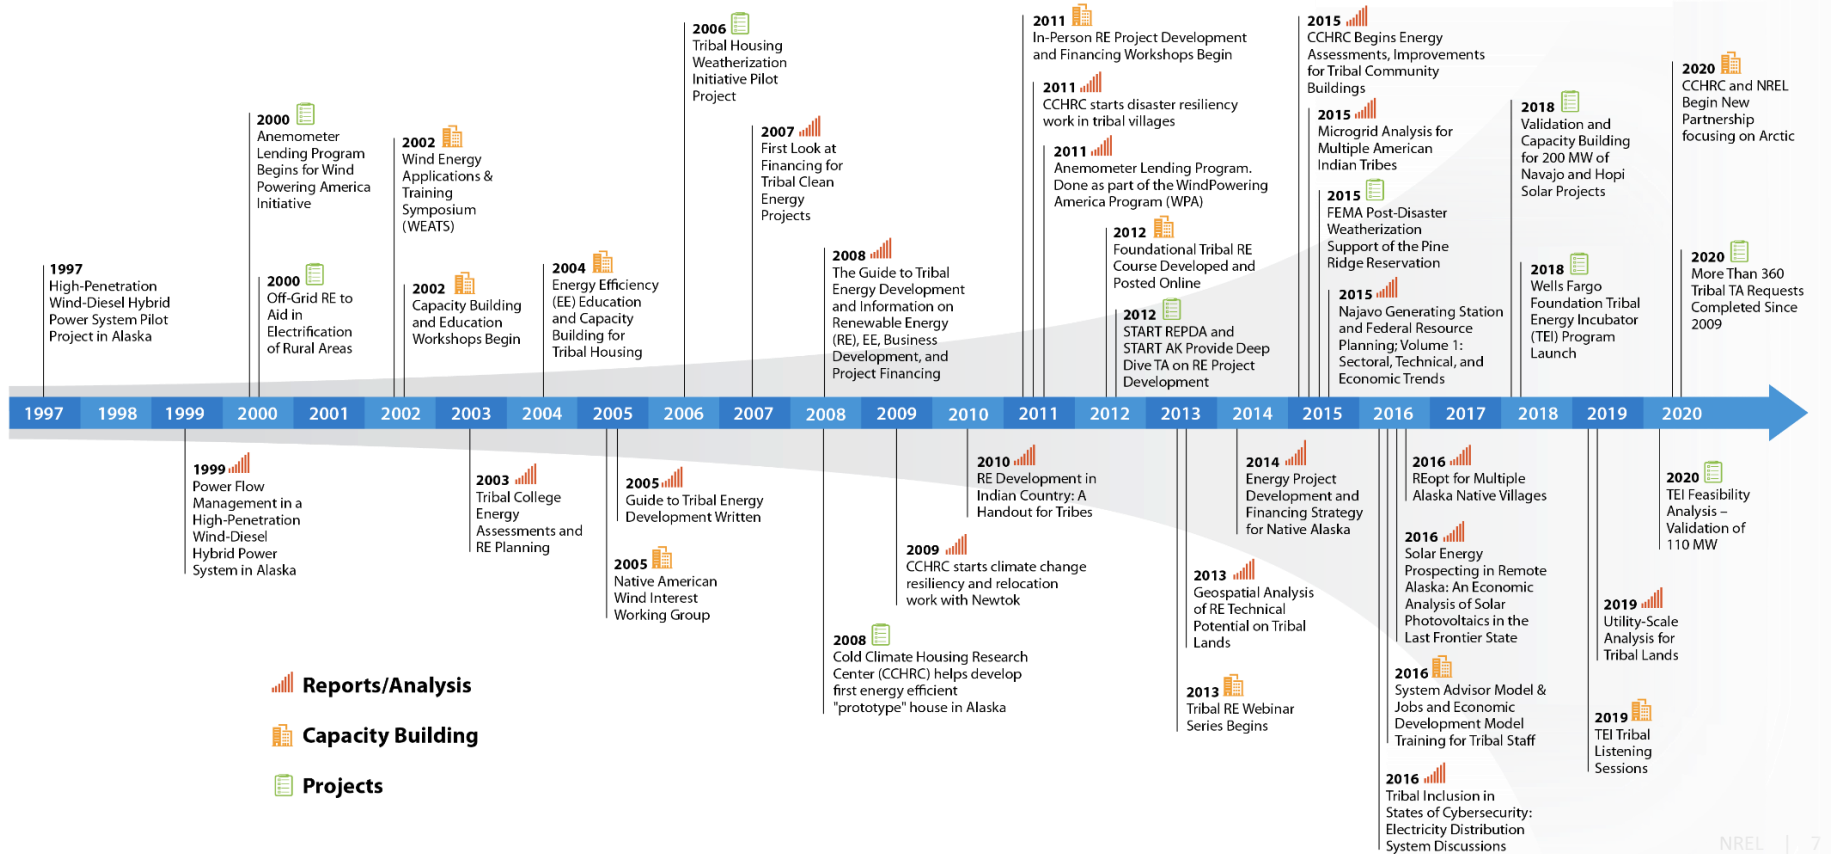 1997
High-Penetration
Wind-Diesel Hybrid
Power System Pilot
Project in Alaska
2000
Anemometer
Lending Program
Begins for Wind
Powering America
Initiative
2000
Off-Grid RE to
Aid in
Electrification
of Rural Areas
2002
Wind Energy
Applications &
Training
Symposium
(WEATS)
2002
Capacity Building
and Education
Workshops Begin
2004
Energy Efficiency
(EE) Education
and Capacity
Building for
Tribal Housing
2006
Tribal Housing
Weatherization
Initiative Pilot
Project
2007
First Look at
Financing for
Tribal Clean
Energy
Projects
2008
The Guide to Tribal
Energy Development
and Information on
Renewable Energy
(RE), EE, Business
Development, and
Project Financing
2011
In-Person RE Project Development
and Financing Workshops Begin
2011
CCHRC starts disaster resiliency
work in tribal villages
2011
Anemometer Lending Program.
Done as part of the WindPowering
America Program (WPA)
2012
Foundational Tribal RE
Course Developed and
Posted Online
2012
START REPDA and
START AK Provide Deep
Dive TA on RE Project
Development
2015
CCHRC Begins Energy
Assessments, Improvements
for Tribal Community
Buildings
2015
Microgrid Analysis for
Multiple American
Indian Tribes
2015
FEMA Post-Disaster
Weatherization
Support of the Pine
Ridge Reservation
2015
Najavo Generating Station
and Federal Resource
Planning; Volume 1:
Sectoral, Technical, and
Economic Trends
2018
Validation and
Capacity Building
for 200 MW of
Navajo and Hopi
Solar Projects
2018
Wells Fargo
Foundation Tribal
Energy Incubator
(TEI) Program
Launch
2020
CCHRC and NREL
Begin New
Partnership
focusing on Arctic
2020
More Than 360
Tribal TA Requests
Completed Since
2009
1997 1998 1999 2000 2001 2002 2003 2004 2005 2006 2007 2008 2009 2010 2011 2012 2013 2014 2015 2016 2017 2018 2019 2020
1999
Power Flow
Management in a
High-Penetration
Wind-Diesel
Hybrid Power
System in Alaska
2003
Tribal College
Energy
Assessments and
RE Planning
2005
Guide to Tribal Energy
Development Written
2005
Native American
Wind Interest
Working Group
2008
Cold Climate Housing Research
Center (CCHRC) helps develop
first energy efficient
"prototype" house in Alaska
2010
RE Development in
Indian Country: A
Handout for Tribes
2009
CCHRC starts climate change
resiliency and relocation
work with Newtok
2014
Energy Project
Development and
Financing Strategy
for Native Alaska
2013
Geospatial Analysis
of RE Technical
Potential on Tribal
Lands
2013
Tribal RE Webinar
Series Begins
2016
REopt for Multiple
Alaska Native Villages
2016
Solar Energy
Prospecting in Remote
Alaska: An Economic
Analysis of Solar
Photovoltaics in the
Last Frontier State
2016
System Advisor Model &
Jobs and Economic
Development Model
Training for Tribal Staff
2016
Tribal Inclusion in
States of Cybersecurity:
Electricity Distribution
System Discussions
2020
TEI Feasibility
Analysis –
Validation of
110 MW
2019
Utility-Scale
Analysis for
Tribal Lands
2019
TEI Tribal
Listening
Sessions
Reports/Analysis
Capacity Building
Projects
NREL | 7